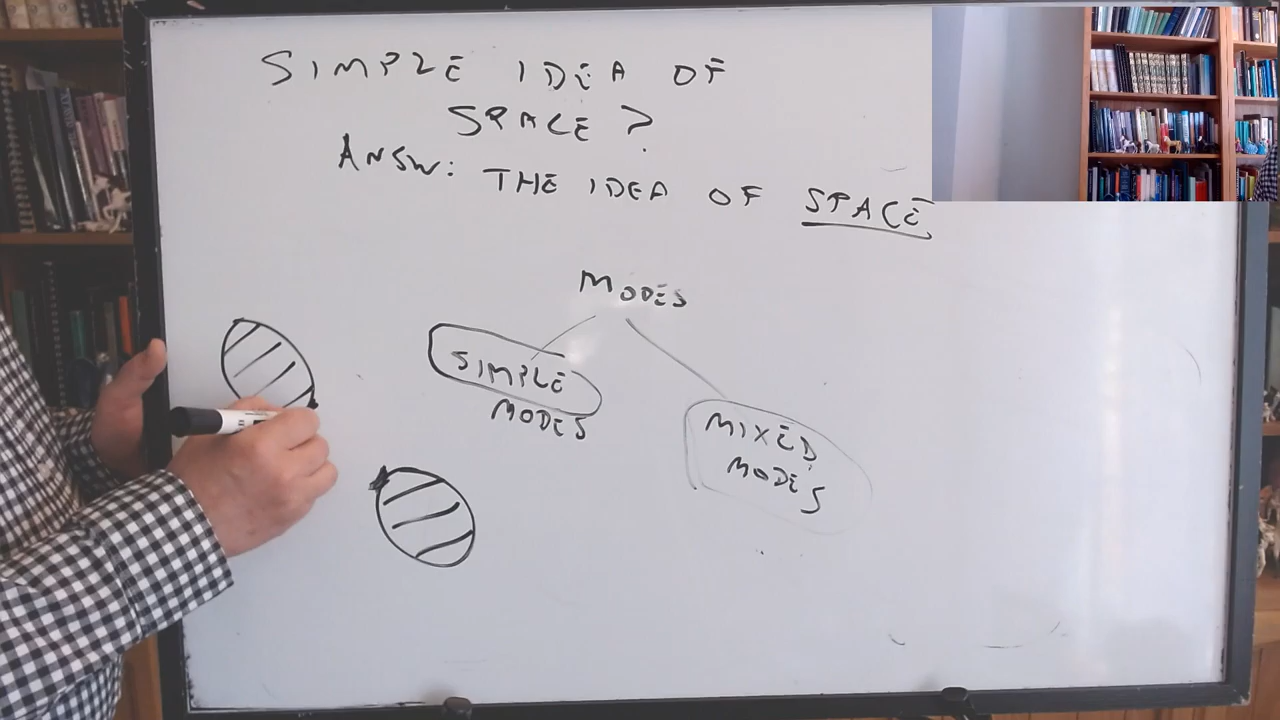 SIMPLE IDEA OF
SPACE?
ANSW: THE IDEA OF SPACE
MODES
SIMPLE
MODES
MIXED
MODES